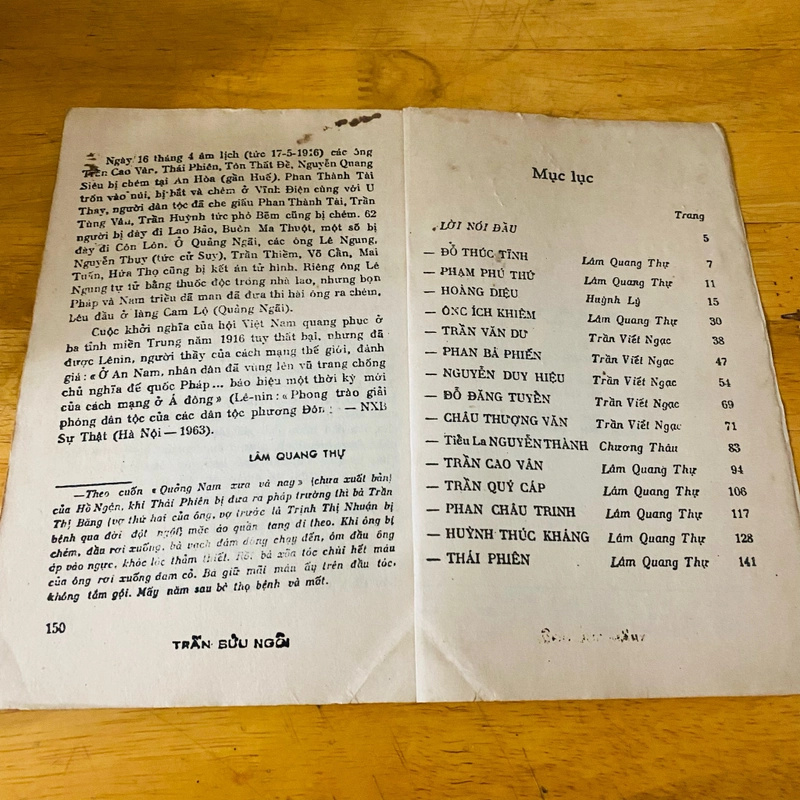 Ngày 16 tháng 4 âm lịch (tức 17-5-1916) các ông
Trần Cao Vân, Thái Phiên, Tôn Thất Đề, Nguyễn Quang
Siêu bị chém tại An Hòa (gần Huế). Phan Thành Tài
trốn vào núi, bị bắt và chém ở Vĩnh Điện cùng với U
Thay, người dân tộc đã che giấu Phan Thành Tài, Trần
Tùng Vân, Trần Huỳnh tức phó Bẽm cũng bị chém. 62
người bị đày đi Lao Bảo, Buôn Ma Thuột, một số bị
đày đi Côn Lôn. Ở Quảng Ngãi, các ông Lê Ngung,
Nguyễn Thụy (tức cử Suy), Trần Thiềm, Võ Cẩn, Mai
Tuấn, Hứa Thọ cũng bị kết án tử hình. Riêng ông Lê
Ngung tự tử bằng thuốc độc trong nhà lao, nhưng bọn
Pháp và Nam triều dã man đã đưa thi hài ông ra chém,
bêu đầu ở làng Cam Lộ (Quảng Ngãi).
Cuộc khởi nghĩa của hội Việt Nam quang phục ở
ba tỉnh miền Trung năm 1916 tuy thất bại, nhưng đã
được Lênin, người thầy của cách mạng thế giới, đánh
giá: «Ở An Nam, nhân dân đã vùng lên vũ trang chống
chủ nghĩa đế quốc Pháp... báo hiệu một thời kỳ mới
của cách mạng ở Á đông» (Lê-nin: «Phong trào giải
phóng dân tộc của các dân tộc phương Đông; — NXB
Sự Thật (Hà Nội — 1963).
LÂM QUANG THỰ
—Theo cuốn «Quảng Nam xưa và nay» (chưa xuất bản)
của Hồ Ngận, khi Thái Phiên bị đưa ra pháp trường thì bà Trần
Thị Băng (vợ thứ hai của ông, vợ trước là Trịnh Thị Nhuận bị
bệnh qua đời đột ngột) mặc áo quần tang đi theo. Khi ông bị
chém, đầu rơi xuống, bà vạch đám đông chạy đến, ôm đầu ông
áp vào ngực, khóc lóc thảm thiết. Rồi bà xõa tóc chùi hết máu
của ông rơi xuống đám cỏ. Bà giữ mãi máu ấy trên đầu tóc,
không tắm gội. Mấy năm sau bà thọ bệnh và mất.
150
TRẦN BỬU NGÔI
Mục lục
Trang
LỜI NÓI ĐẦU 5
— ĐỖ THÚC TĨNH Lâm Quang Thự 7
— PHẠM PHÚ THỨ Lâm Quang Thự 11
— HOÀNG DIỆU Huỳnh Lý 15
— ÔNG ÍCH KHIÊM Lâm Quang Thự 30
— TRẦN VĂN DƯ Trần Viết Ngạc 38
— PHAN BÁ PHIẾN Trần Viết Ngạc 47
— NGUYỄN DUY HIỆU Trần Viết Ngạc 54
— ĐỖ ĐĂNG TUYỂN Trần Viết Ngạc 69
— CHÂU THƯỢNG VĂN Trần Viết Ngạc 71
— Tiểu La NGUYỄN THÀNH Chương Thâu 83
— TRẦN CAO VÂN Lâm Quang Thự 94
— TRẦN QUÝ CÁP Lâm Quang Thự 106
— PHAN CHÂU TRINH Lâm Quang Thự 117
— HUỲNH THÚC KHÁNG Lâm Quang Thự 128
— THÁI PHIÊN Lâm Quang Thự 141